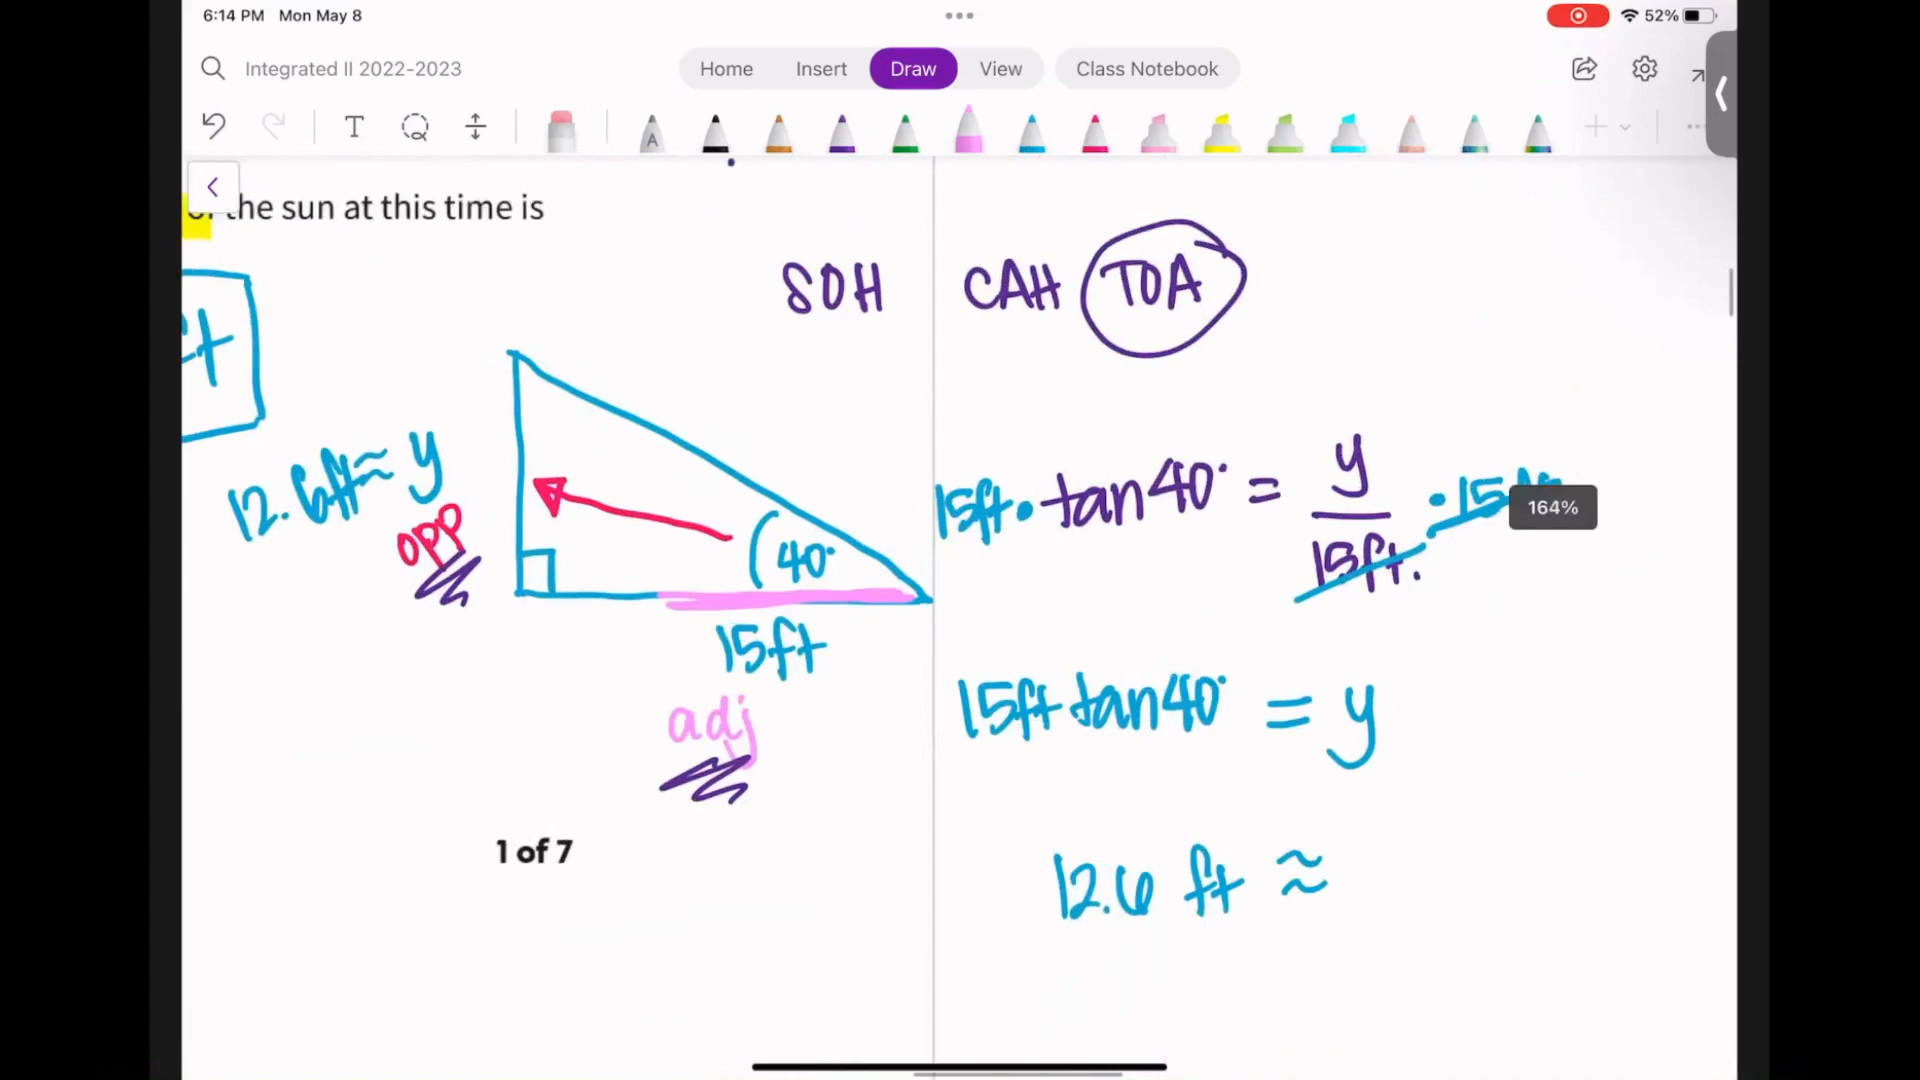 6:14 PM Mon May 8
52%
Integrated II 2022-2023
Home Insert Draw View Class Notebook
T A
the sun at this time is
SOH CAH TOA
ft
12.6ft ≈ y
opp
40°
15ft
adj
15ft • tan40° = y / 15ft. • 15
164%
15ft tan40° = y
12.6 ft ≈
1 of 7